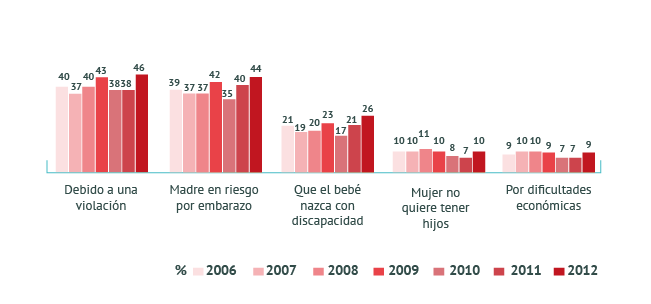 40 37 40 43 38 38 46
39 37 37 42 35 40 44
21 19 20 23 17 21 26
10 10 11 10 8 7 10
9 10 10 9 7 7 9
Debido a una
violación
Madre en riesgo
por embarazo
Que el bebé
nazca con
discapacidad
Mujer no
quiere tener
hijos
Por dificultades
económicas
% 2006 2007 2008 2009 2010 2011 2012